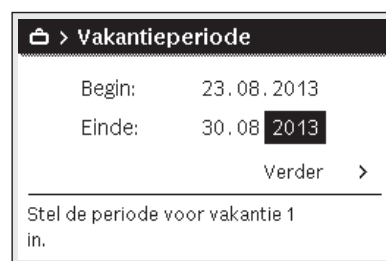 > Vakantieperiode
Begin: 23.08.2013
Einde: 30.08 2013
Verder >
Stel de periode voor vakantie 1
in.